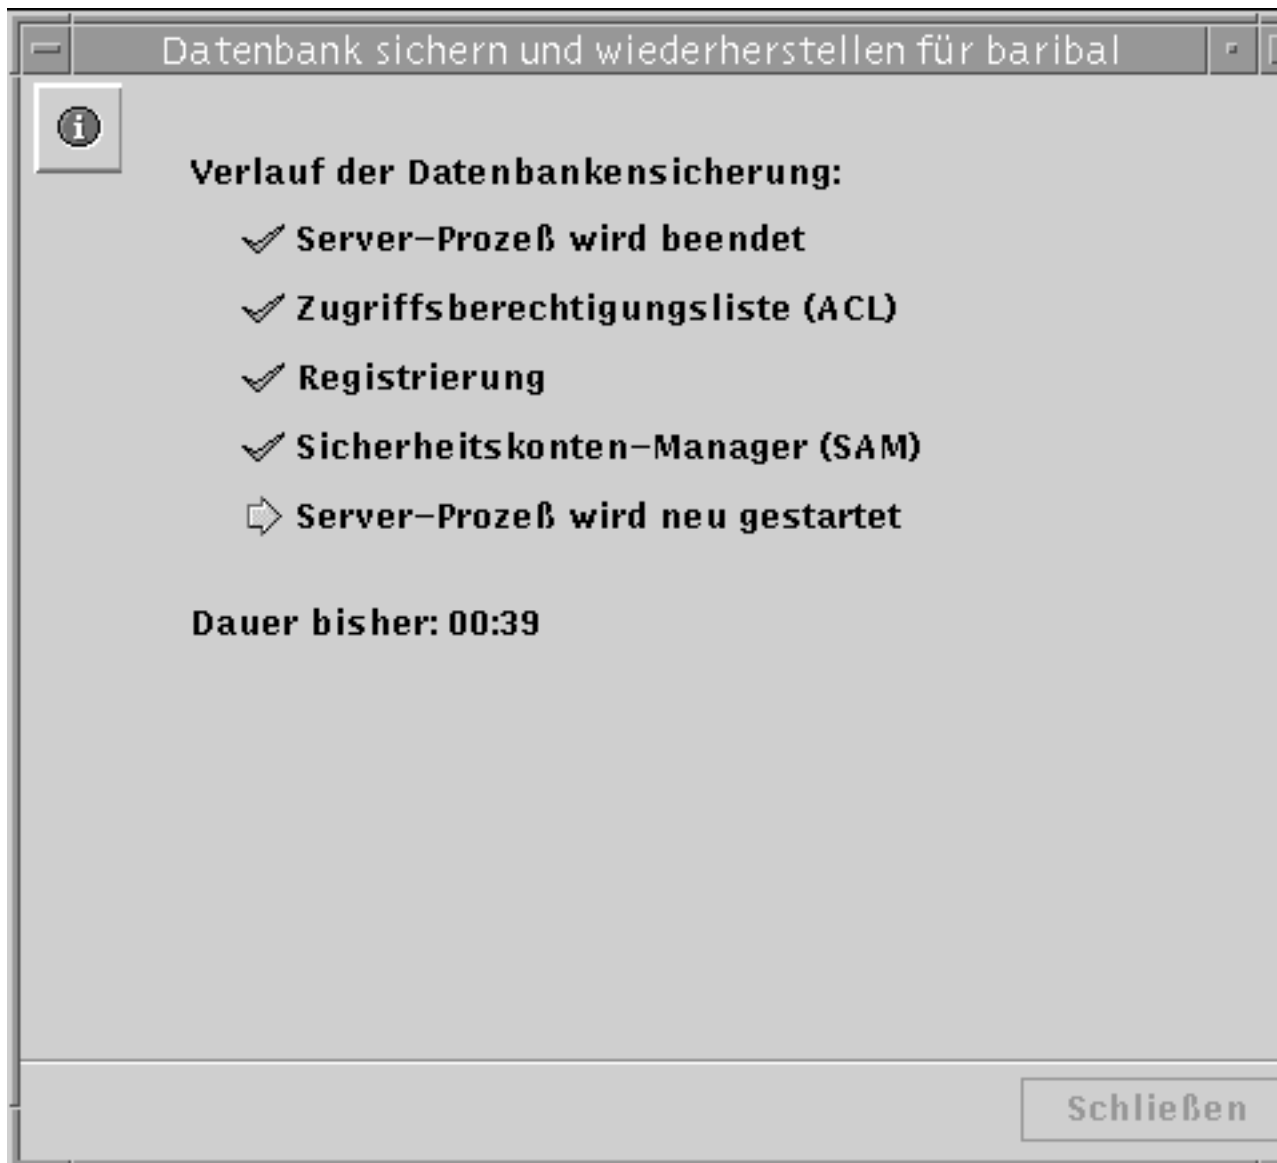 Datenbank sichern und wiederherstellen für baribal
Verlauf der Datenbankensicherung:
Server-Prozeß wird beendet
Zugriffsberechtigungsliste (ACL)
Registrierung
Sicherheitskonten-Manager (SAM)
Server-Prozeß wird neu gestartet
Dauer bisher: 00:39
Schließen